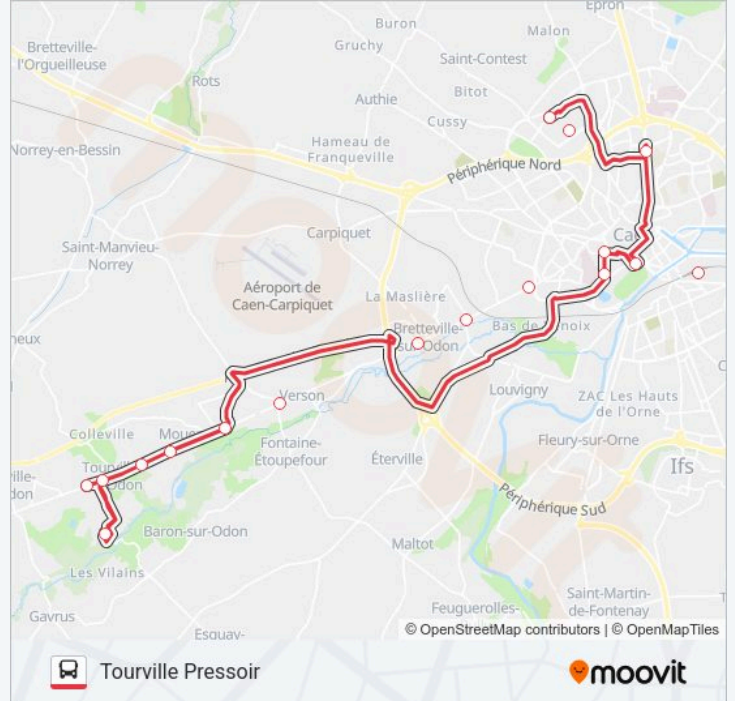 Epron
Buron
Malon
Bretteville-
l'Orgueilleuse
Gruchy
Saint-Contest
Rots
Bitot
Authie
Cussy
Norrey-en-Bessin
Hameau de
Franqueville
Périphérique Nord
Carpiquet
Saint-Manvieu-
Norrey
Aéroport de
Caen-Carpiquet
La Maslière
Bretteville-
sur-Odon
Louvigny
ZAC Les Hauts
de l'Orne
Verson
Colleville
Fontaine-
Étoupefour
Fleury-sur-Orne
Éterville
Ifs
Périphérique Sud
Baron-sur-Odon
Maltot
Les Vilains
Gavrus
Feuguerolles-
Saint-Martin-
de-Fontenay
Esquay-
© OpenStreetMap contributors | © OpenMapTiles
Tourville Pressoir
moovit